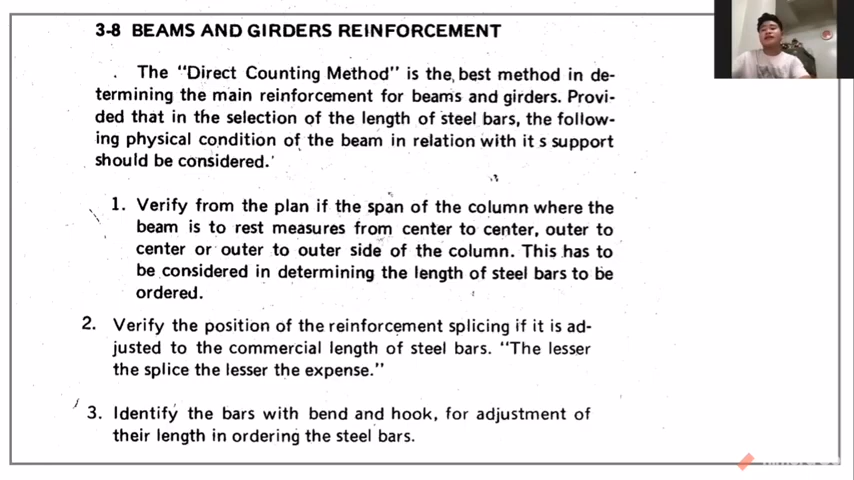 3-8 BEAMS AND GIRDERS REINFORCEMENT
The "Direct Counting Method" is the best method in de-
termining the main reinforcement for beams and girders. Provi-
ded that in the selection of the length of steel bars, the follow-
ing physical condition of the beam in relation with it s support
should be considered.
1. Verify from the plan if the span of the column where the
beam is to rest measures from center to center, outer to
center or outer to outer side of the column. This has to
be considered in determining the length of steel bars to be
ordered.
2. Verify the position of the reinforcement splicing if it is ad-
justed to the commercial length of steel bars. "The lesser
the splice the lesser the expense."
3. Identify the bars with bend and hook, for adjustment of
their length in ordering the steel bars.